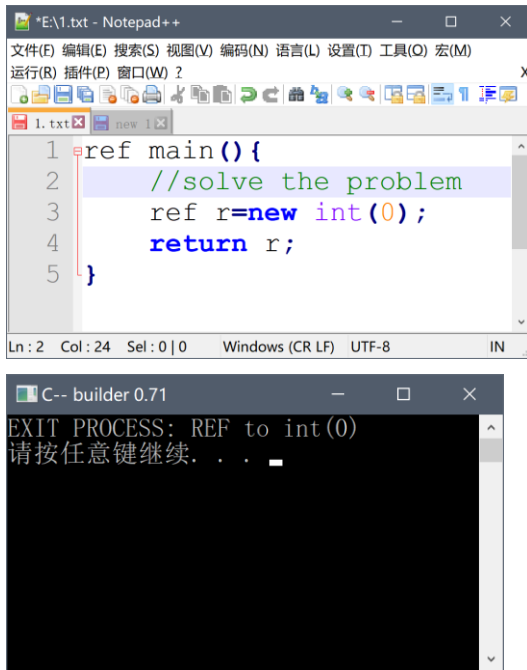 *E:\1.txt - Notepad++
文件(F) 编辑(E) 搜索(S) 视图(V) 编码(N) 语言(L) 设置(T) 工具(O) 宏(M)
运行(R) 插件(P) 窗口(W) ? X
1.txt new 1
1 ref main(){
2 //solve the problem
3 ref r=new int(0);
4 return r;
5 }
Ln : 2 Col : 24 Sel : 0 | 0 Windows (CR LF) UTF-8 IN
C-- builder 0.71
EXIT PROCESS: REF to int(0)
请按任意键继续. . .